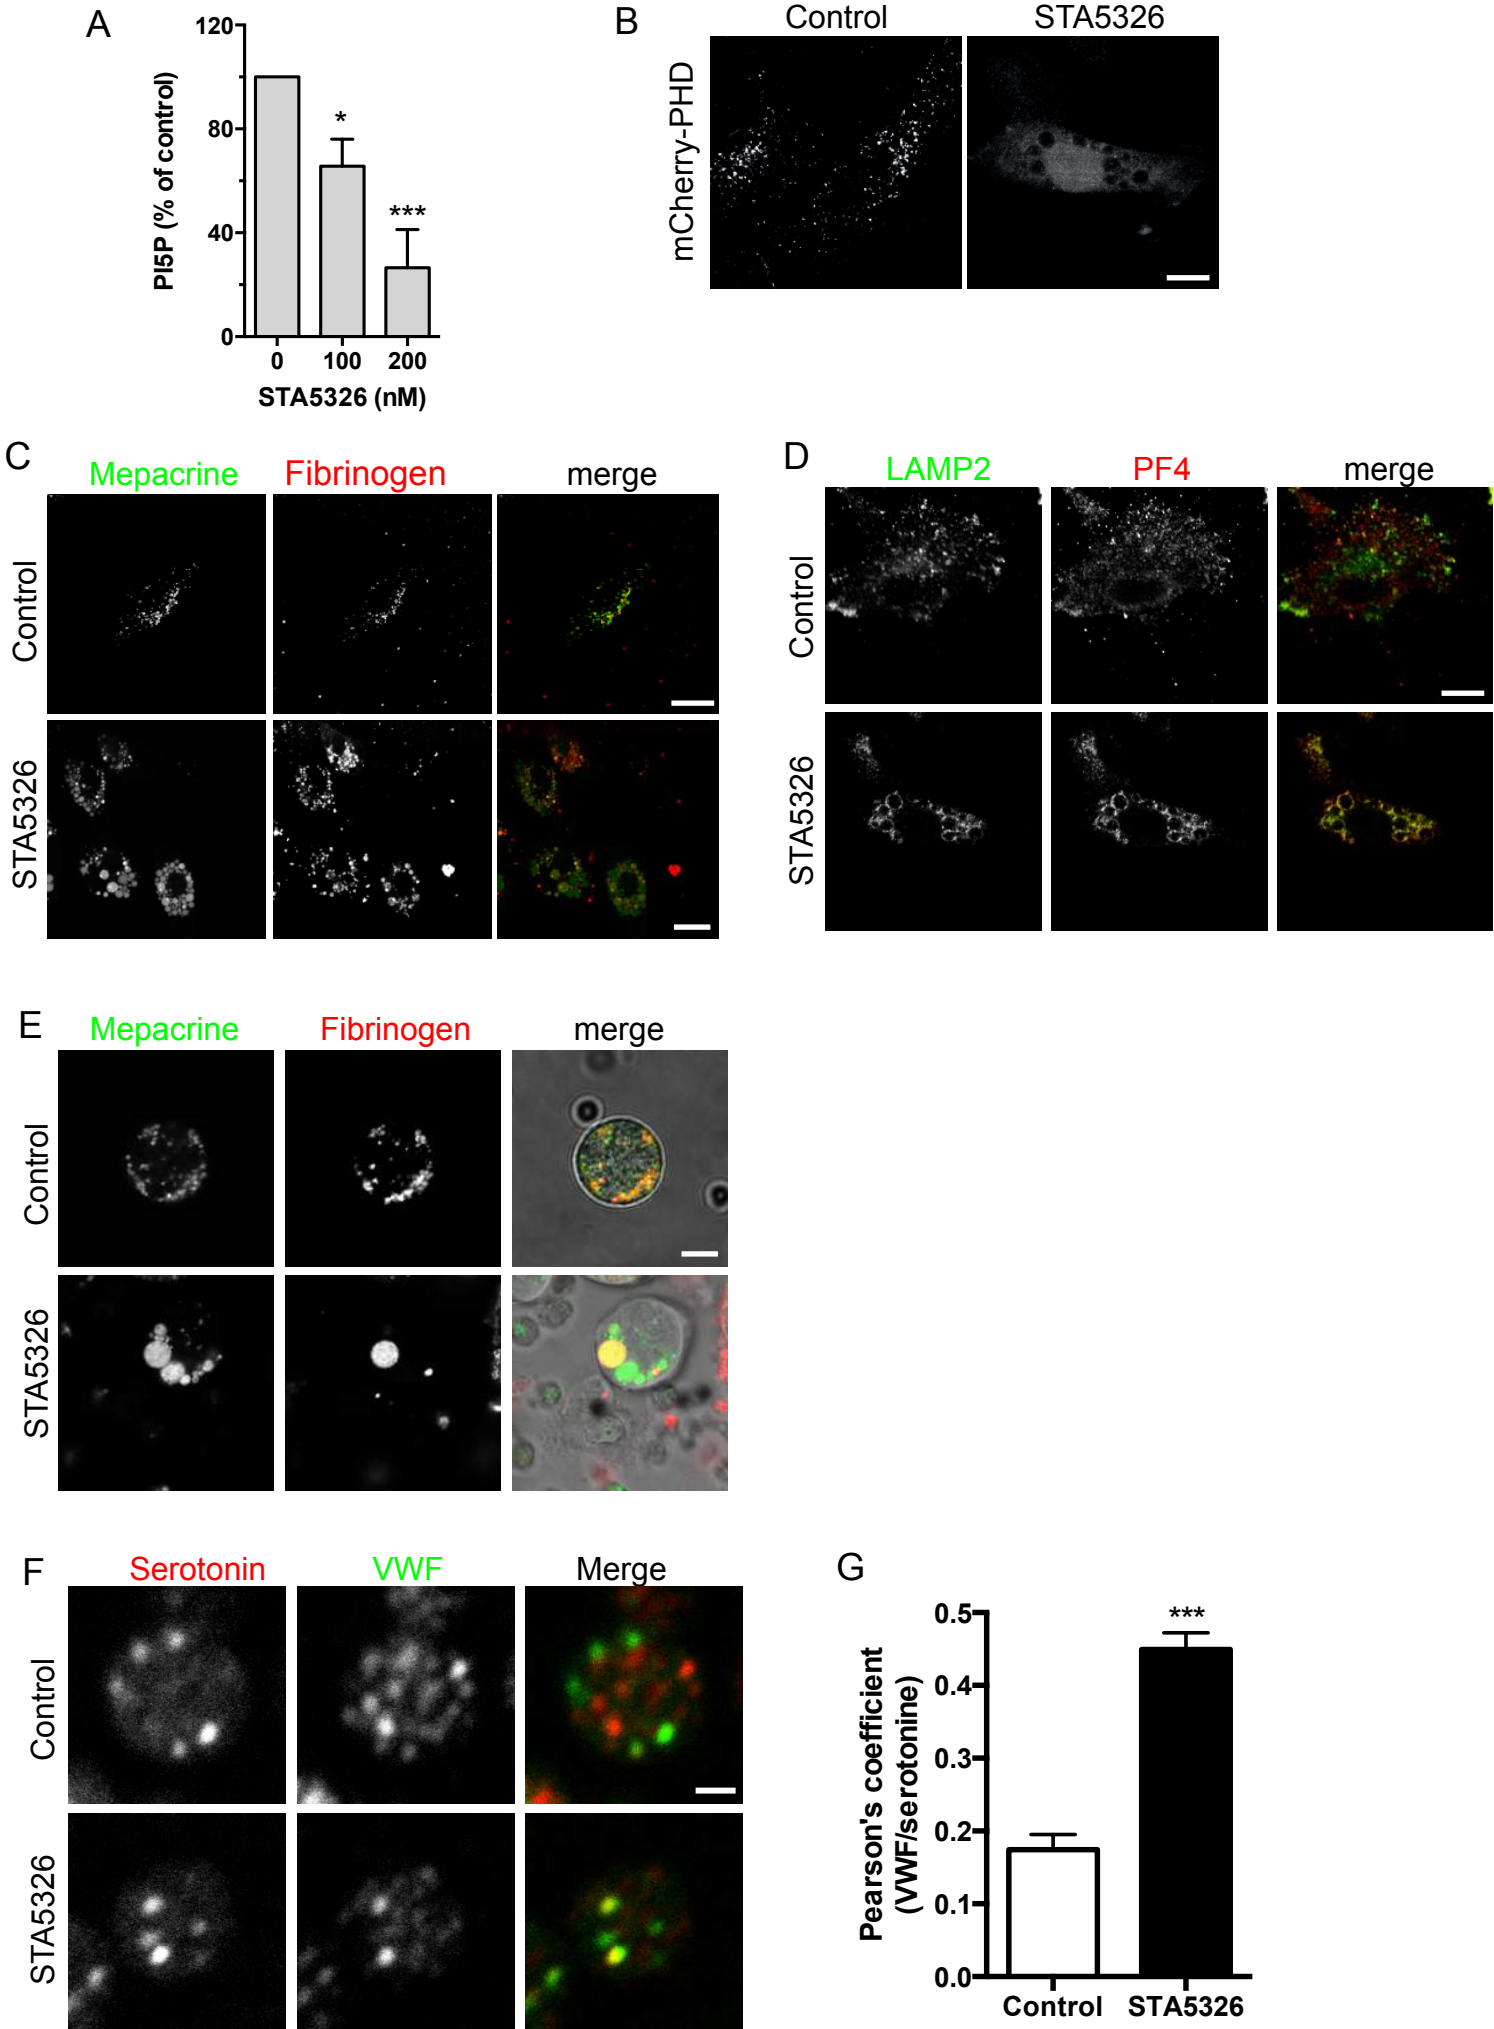 A
120
80
40
0
PI5P (% of control)
*
***
0 100 200
STA5326 (nM)
B
Control STA5326
mCherry-PHD
C
Mepacrine Fibrinogen merge
Control
STA5326
D
LAMP2 PF4 merge
Control
STA5326
E
Mepacrine Fibrinogen merge
Control
STA5326
F
Serotonin VWF Merge
Control
STA5326
G
Pearson's coefficient
(VWF/serotonine)
0.5
0.4
0.3
0.2
0.1
0.0
***
Control STA5326